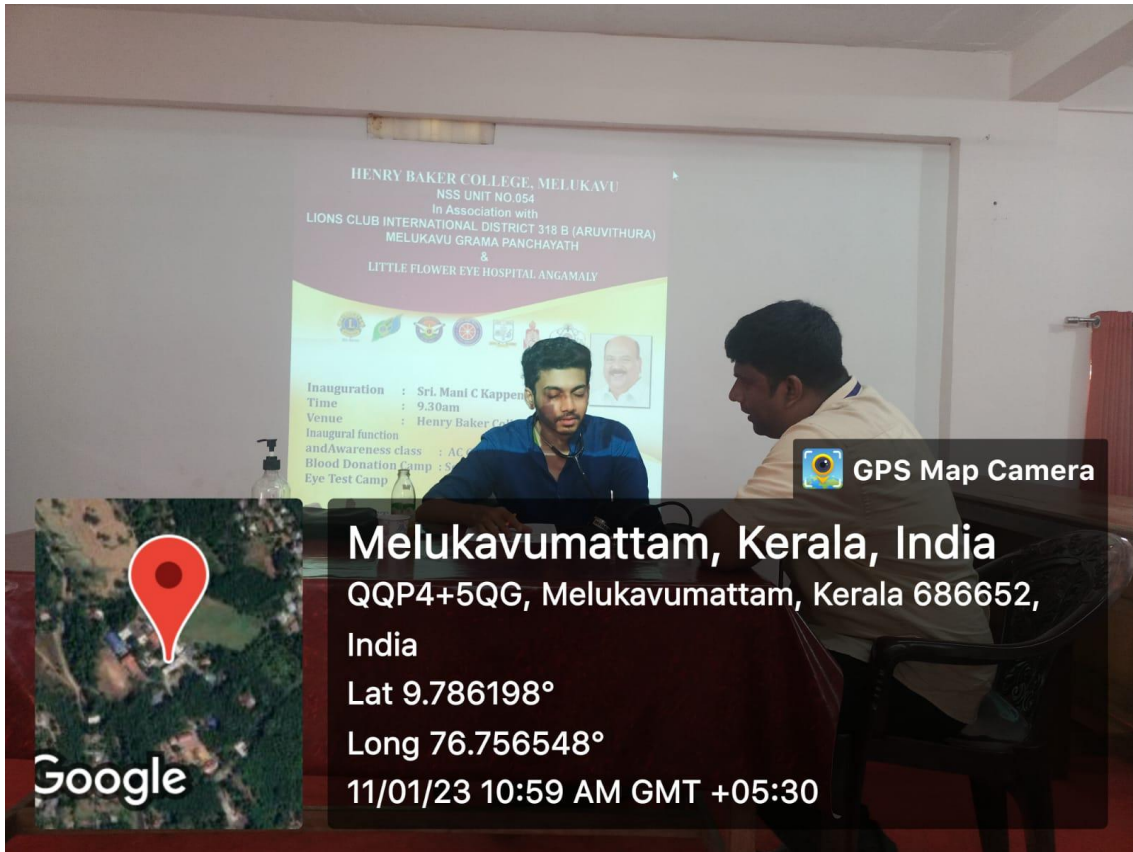 HENRY BAKER COLLEGE, MELUKAVU
NSS UNIT NO.054
In Association with
LIONS CLUB INTERNATIONAL DISTRICT 318 B (ARUVITHURA)
MELUKAVU GRAMA PANCHAYATH
&
LITTLE FLOWER EYE HOSPITAL ANGAMALY
Inauguration : Sri. Mani C Kappen
Time : 9.30am
Venue : Henry Baker
Inaugural function
andAwareness class : AC
Blood Donation Camp :
Eye Test Camp
GPS Map Camera
Melukavumattam, Kerala, India
QQP4+5QG, Melukavumattam, Kerala 686652,
India
Lat 9.786198°
Long 76.756548°
11/01/23 10:59 AM GMT +05:30
Google